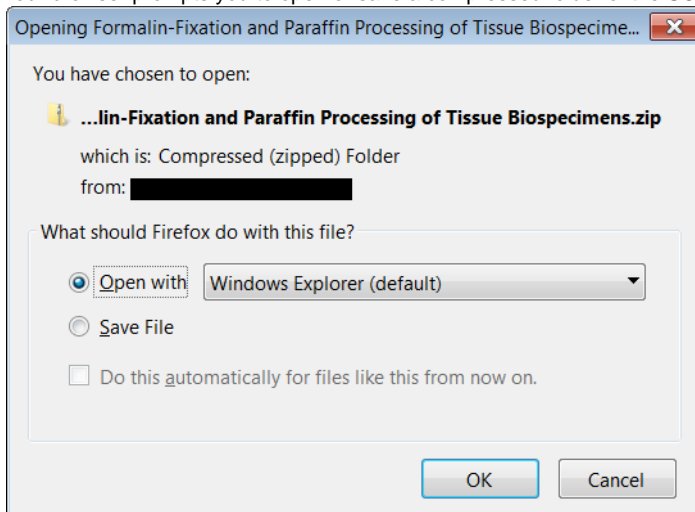 Opening Formalin-Fixation and Paraffin Processing of Tissue Biospecime...
You have chosen to open:
...lin-Fixation and Paraffin Processing of Tissue Biospecimens.zip
which is: Compressed (zipped) Folder
from:
What should Firefox do with this file?
Open with Windows Explorer (default)
Save File
Do this automatically for files like this from now on.
OK Cancel